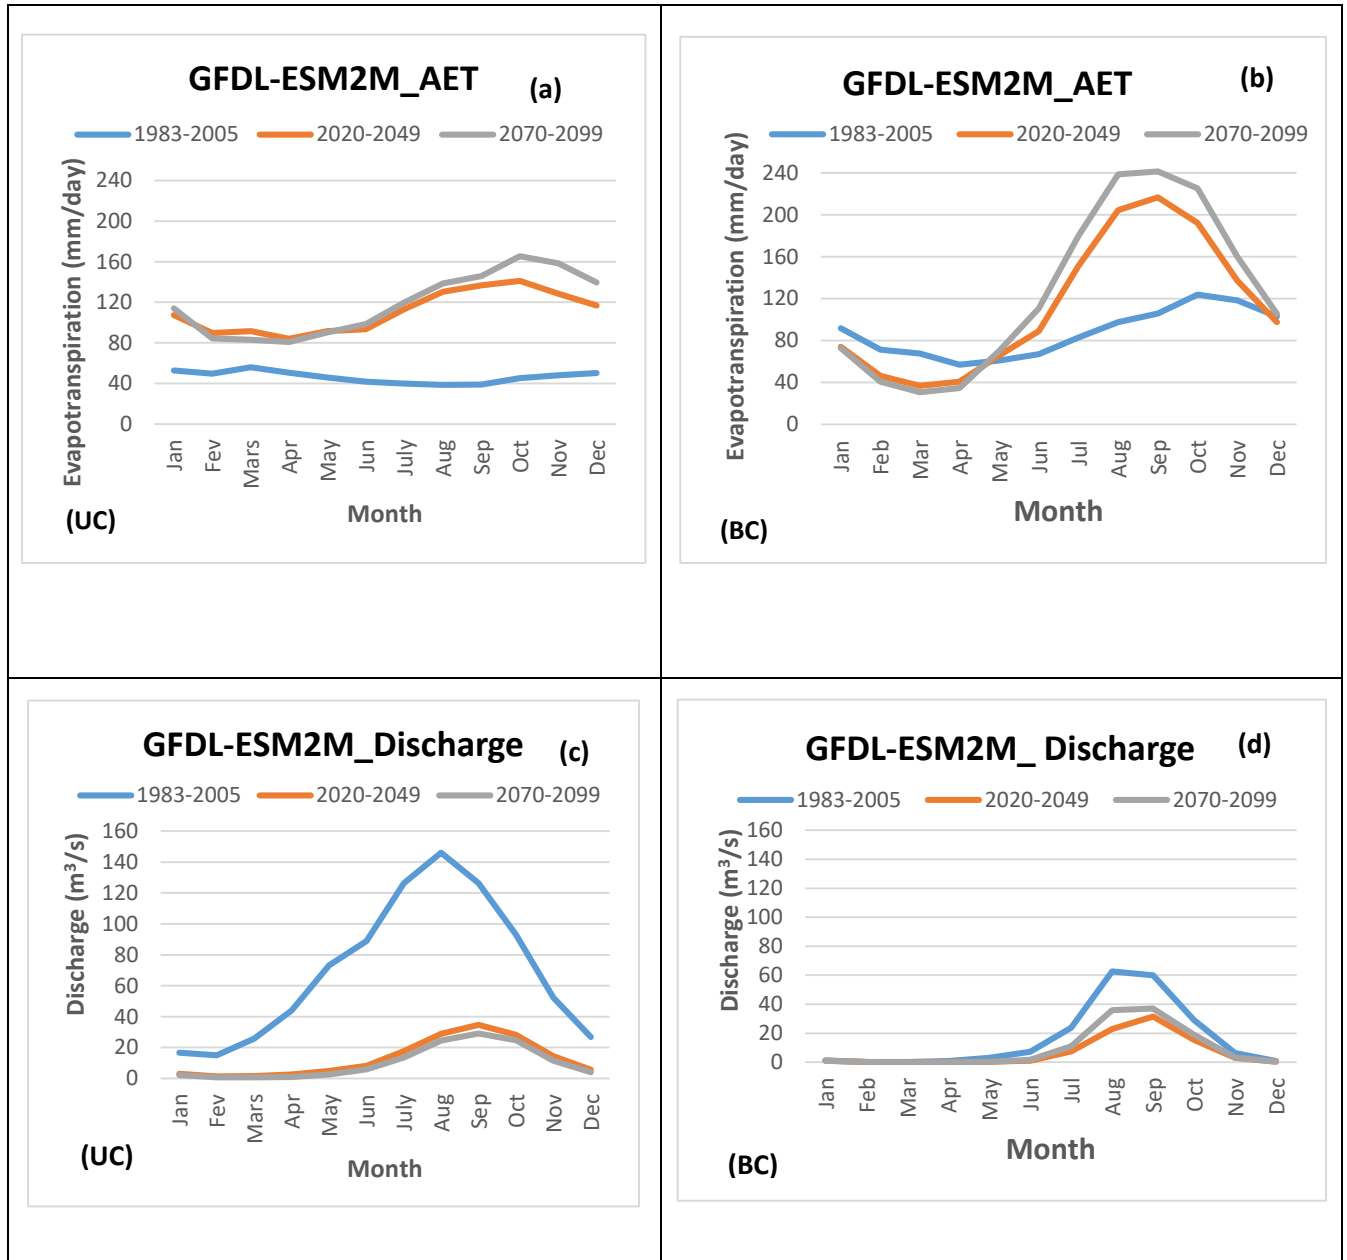 GFDL-ESM2M_AET (a)
1983-2005 2020-2049 2070-2099
Evapotranspiration (mm/day)
240
200
160
120
80
40
0
Jan Fev Mars Apr May Jun July Aug Sep Oct Nov Dec
Month
(UC)
GFDL-ESM2M_AET (b)
1983-2005 2020-2049 2070-2099
Evapotranspiration (mm/day)
240
200
160
120
80
40
0
Jan Feb Mar Apr May Jun Jul Aug Sep Oct Nov Dec
Month
(BC)
GFDL-ESM2M_Discharge (c)
1983-2005 2020-2049 2070-2099
Discharge (m³/s)
160
140
120
100
80
60
40
20
0
Jan Fev Mars Apr May Jun July Aug Sep Oct Nov Dec
(UC)
Month
GFDL-ESM2M_ Discharge (d)
1983-2005 2020-2049 2070-2099
Discharge (m³/s)
160
140
120
100
80
60
40
20
0
Jan Feb Mar Apr May Jun Jul Aug Sep Oct Nov Dec
Month
(BC)